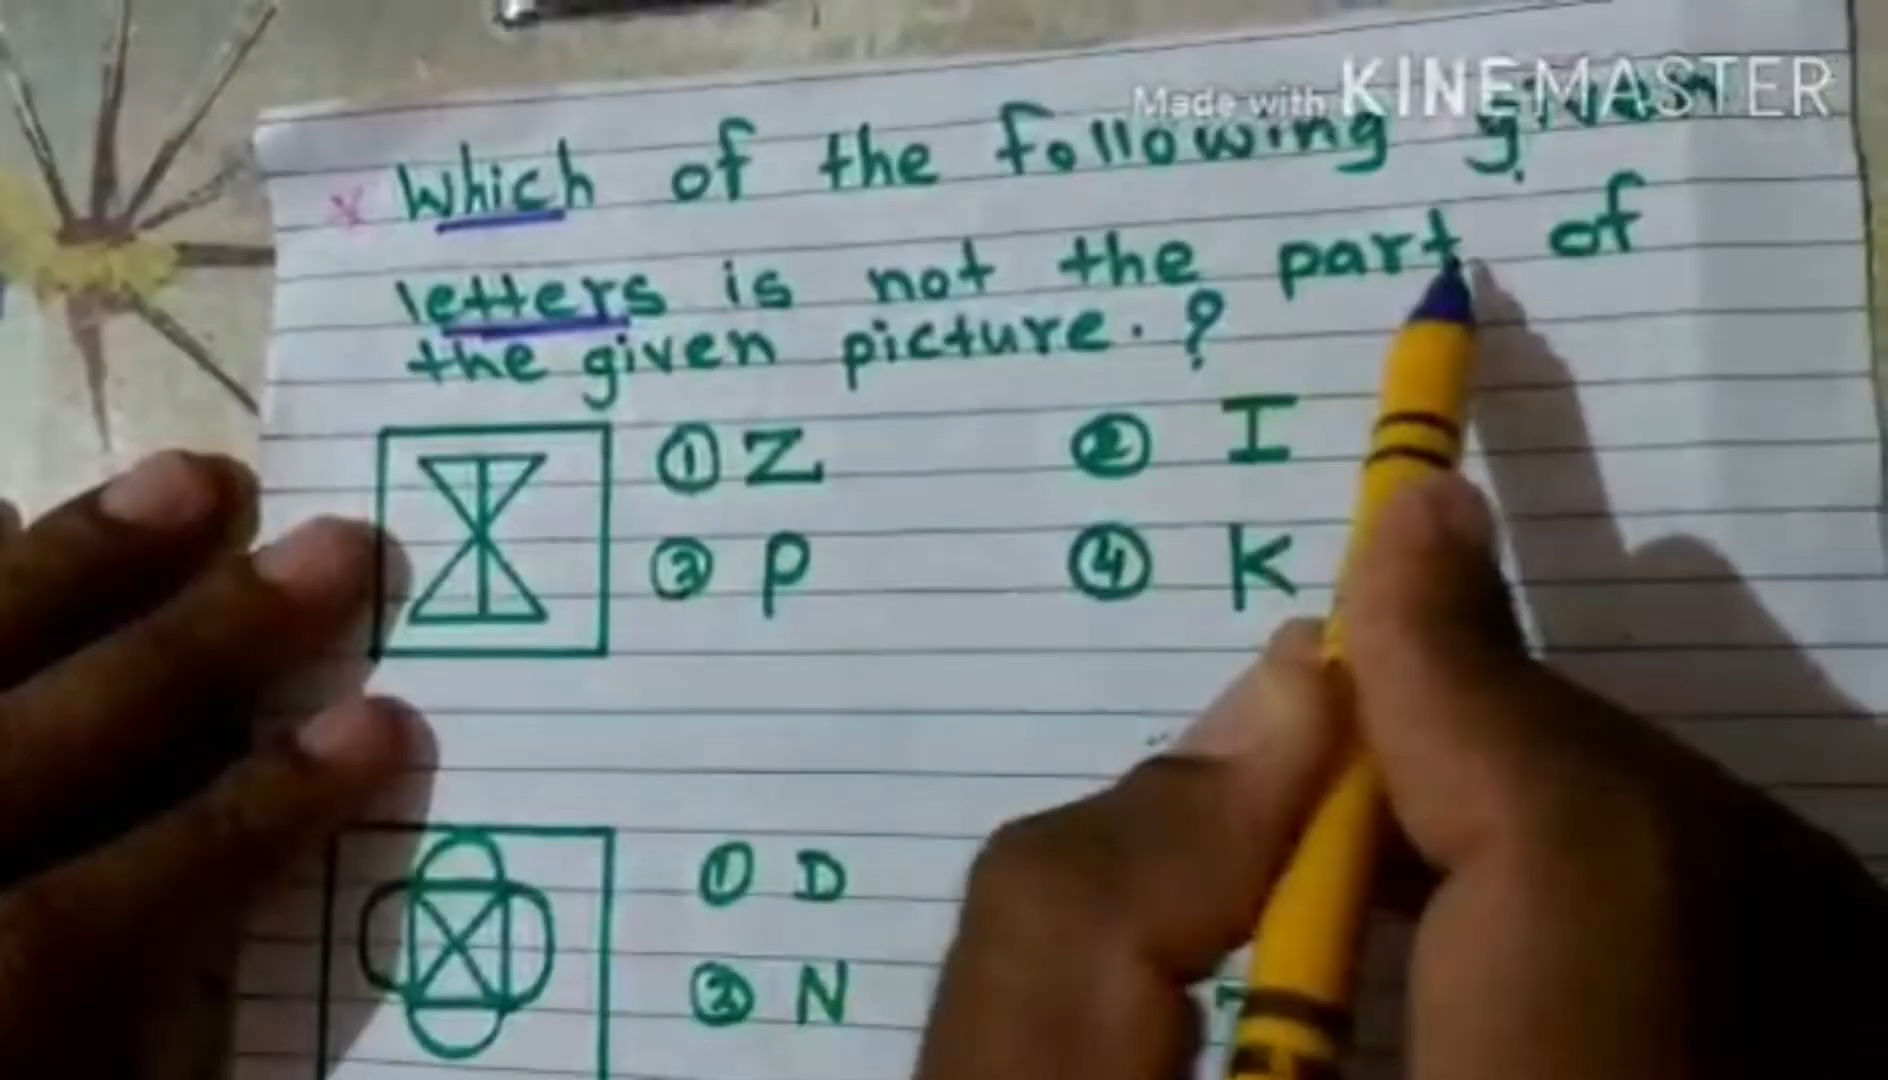 Made with KINEMASTER
x Which of the following given
letters is not the part of
the given picture. ?
① Z ② I
③ P ④ K
① D
③ N